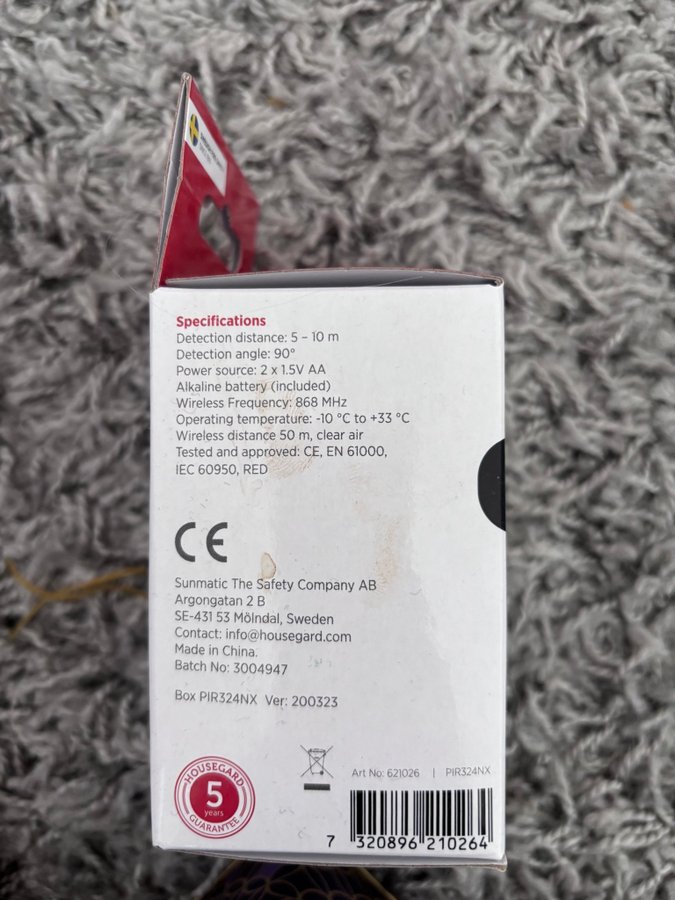 Specifications
Detection distance: 5 – 10 m
Detection angle: 90°
Power source: 2 x 1.5V AA
Alkaline battery (included)
Wireless Frequency: 868 MHz
Operating temperature: -10 °C to +33 °C
Wireless distance 50 m, clear air
Tested and approved: CE, EN 61000,
IEC 60950, RED
CE
Sunmatic The Safety Company AB
Argongatan 2 B
SE-431 53 Mölndal, Sweden
Contact: info@housegard.com
Made in China.
Batch No: 3004947
Box PIR324NX Ver: 200323
HOUSEGARD
5
years
GUARANTEE
Art No: 621026 | PIR324NX
7 320896 210264